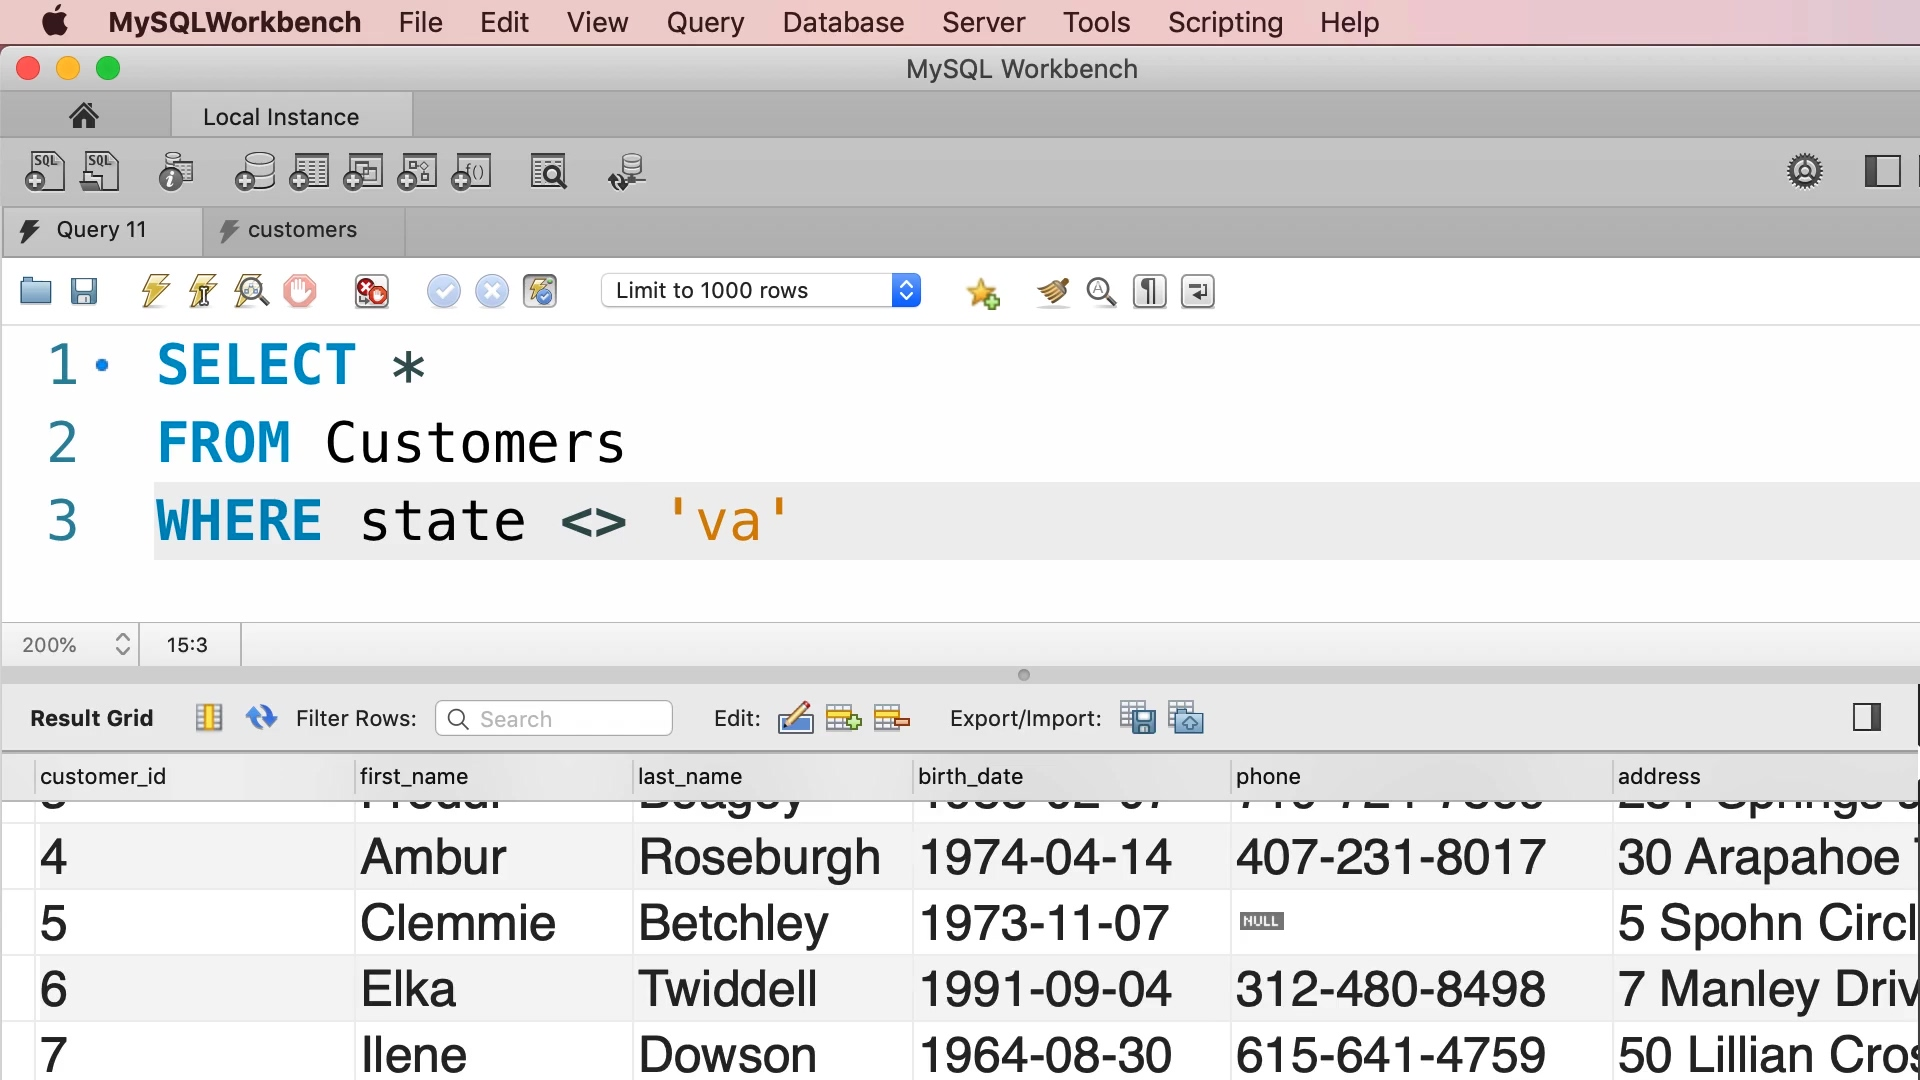 MySQLWorkbench File Edit View Query Database Server Tools Scripting Help
MySQL Workbench
Local Instance
SQL SQL i f()
Query 11 customers
Limit to 1000 rows
1 SELECT *
2 FROM Customers
3 WHERE state <> 'va'
200% 15:3
Result Grid Filter Rows: Search Edit: Export/Import:
customer_id first_name last_name birth_date phone address
4 Ambur Roseburgh 1974-04-14 407-231-8017 30 Arapahoe
5 Clemmie Betchley 1973-11-07 NULL 5 Spohn Circl
6 Elka Twiddell 1991-09-04 312-480-8498 7 Manley Driv
7 Ilene Dowson 1964-08-30 615-641-4759 50 Lillian Cros